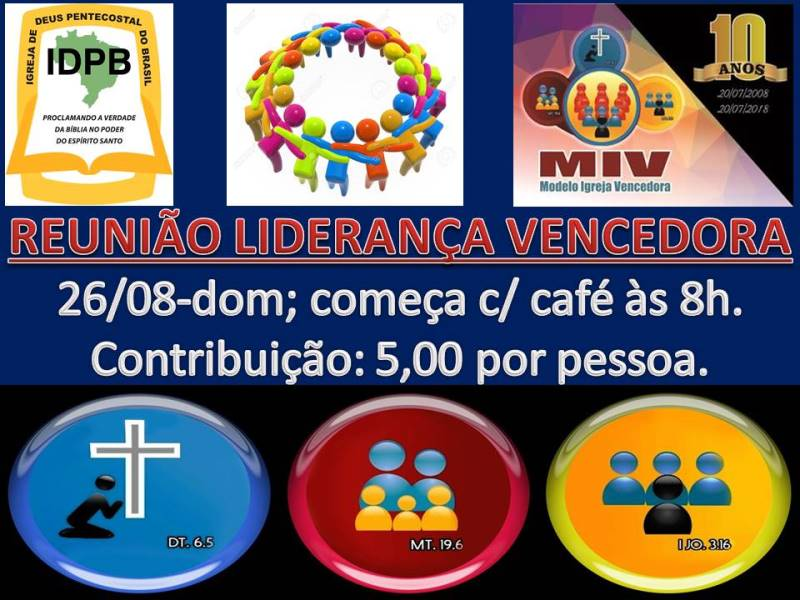 IGREJA DE DEUS PENTECOSTAL DO BRASIL
IDPB
PROCLAMANDO A VERDADE
DA BÍBLIA NO PODER
DO ESPÍRITO SANTO
10
ANOS
20/07/2008
20/07/2018
MIV
Modelo Igreja Vencedora
REUNIÃO LIDERANÇA VENCEDORA
26/08-dom; começa c/ café às 8h.
Contribuição: 5,00 por pessoa.
DT. 6.5
MT. 19.6
I JO. 3.16